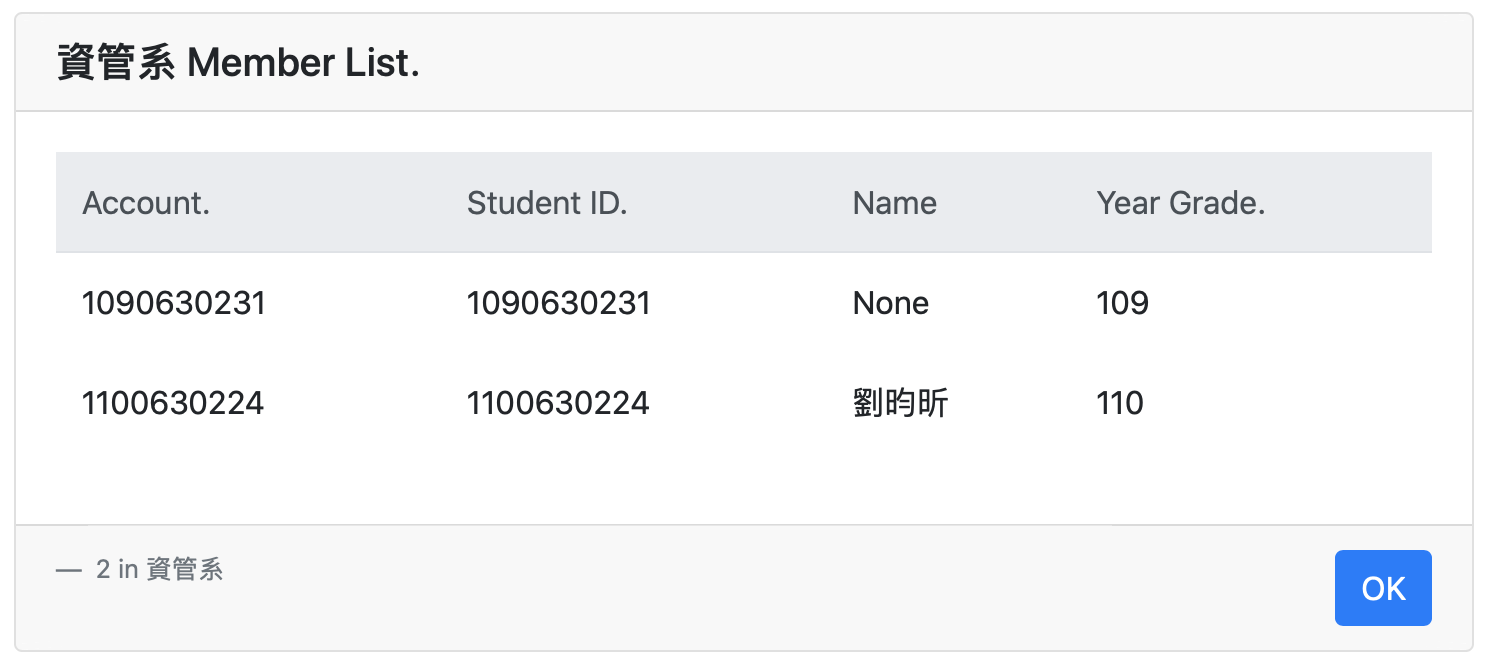 資管系 Member List.
Account. Student ID. Name Year Grade.
1090630231 1090630231 None 109
1100630224 1100630224 劉昀昕 110
— 2 in 資管系
OK